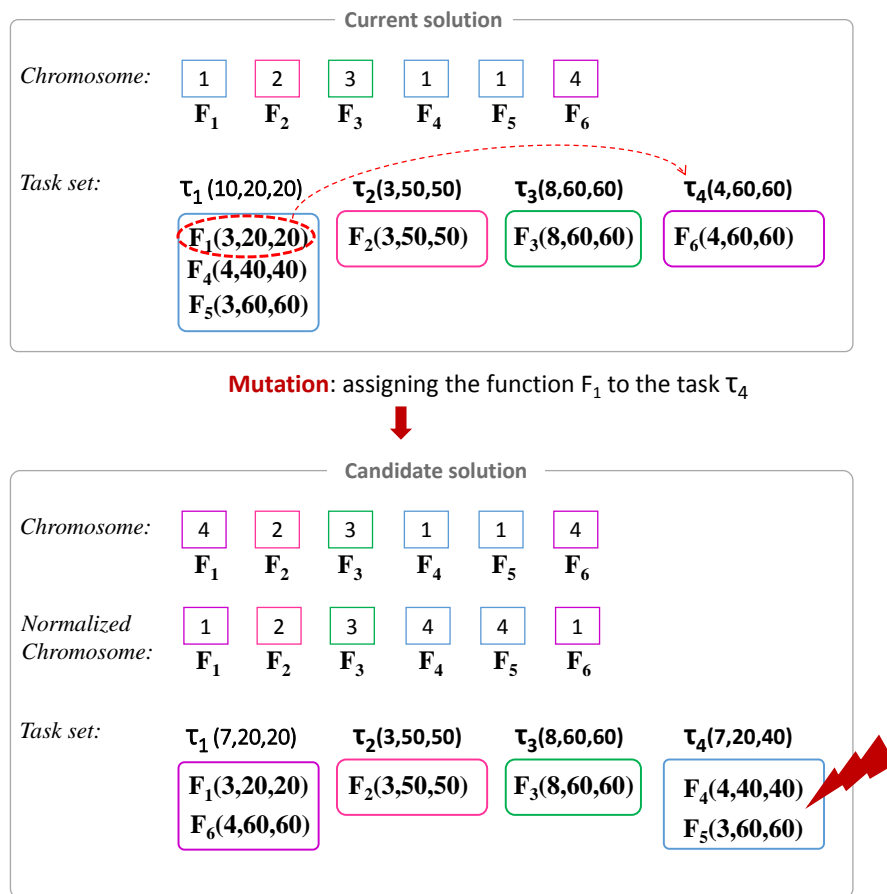 Current solution
Chromosome: 1 2 3 1 1 4
F₁ F₂ F₃ F₄ F₅ F₆
Task set: τ₁ (10,20,20) τ₂(3,50,50) τ₃(8,60,60) τ₄(4,60,60)
F₁(3,20,20) F₂(3,50,50) F₃(8,60,60) F₆(4,60,60)
F₄(4,40,40)
F₅(3,60,60)
Mutation: assigning the function F₁ to the task τ₄
Candidate solution
Chromosome: 4 2 3 1 1 4
F₁ F₂ F₃ F₄ F₅ F₆
Normalized
Chromosome: 1 2 3 4 4 1
F₁ F₂ F₃ F₄ F₅ F₆
Task set: τ₁ (7,20,20) τ₂(3,50,50) τ₃(8,60,60) τ₄(7,20,40)
F₁(3,20,20) F₂(3,50,50) F₃(8,60,60) F₄(4,40,40)
F₆(4,60,60) F₅(3,60,60)